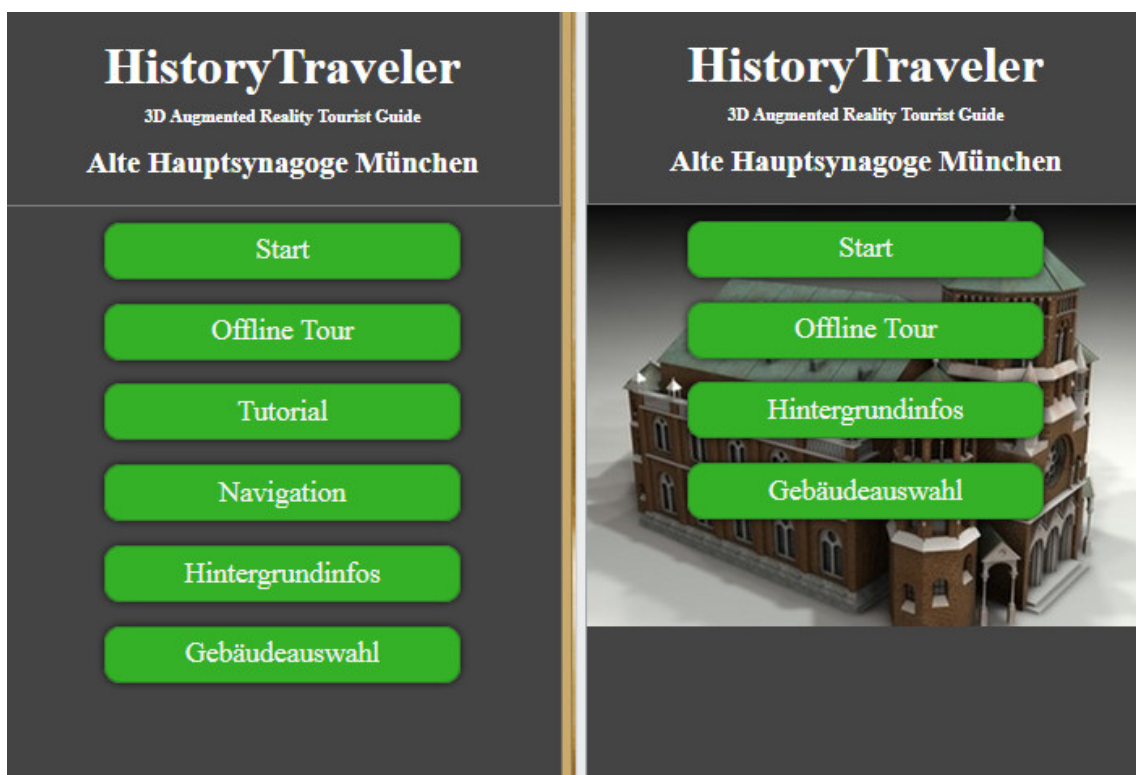 HistoryTraveler
3D Augmented Reality Tourist Guide
Alte Hauptsynagoge München
Start
Offline Tour
Tutorial
Navigation
Hintergrundinfos
Gebäudeauswahl
HistoryTraveler
3D Augmented Reality Tourist Guide
Alte Hauptsynagoge München
Start
Offline Tour
Hintergrundinfos
Gebäudeauswahl